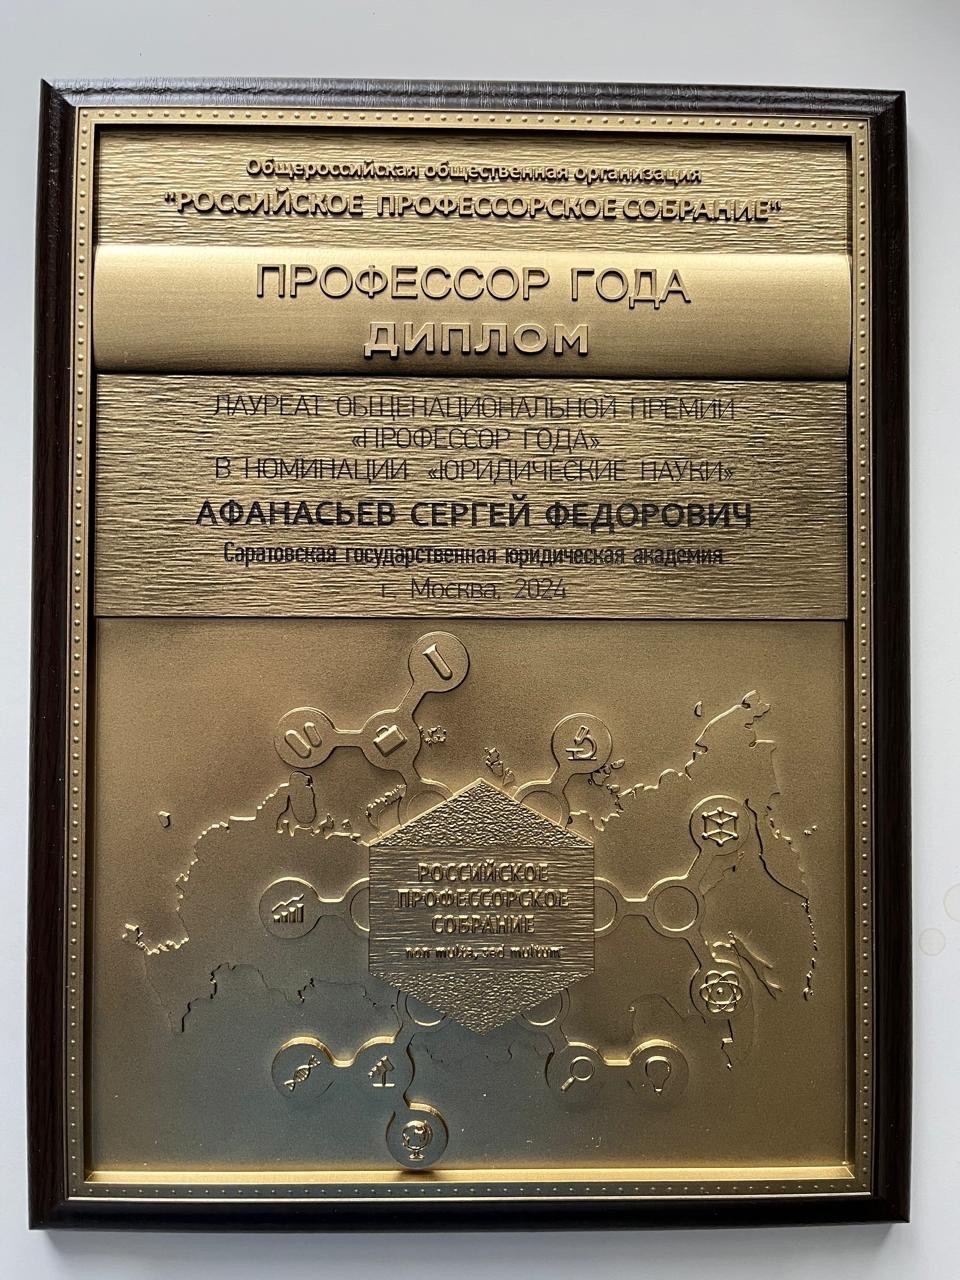 Общероссийская общественная организация
"РОССИЙСКОЕ ПРОФЕССОРСКОЕ СОБРАНИЕ"
ПРОФЕССОР ГОДА
ДИПЛОМ
ЛАУРЕАТ ОБЩЕНАЦИОНАЛЬНОЙ ПРЕМИИ
«ПРОФЕССОР ГОДА»
В НОМИНАЦИИ «ЮРИДИЧЕСКИЕ НАУКИ»
АФАНАСЬЕВ СЕРГЕЙ ФЕДОРОВИЧ
Саратовская государственная юридическая академия
г. Москва, 2024
РОССИЙСКОЕ
ПРОФЕССОРСКОЕ
СОБРАНИЕ
non multa, sed multum